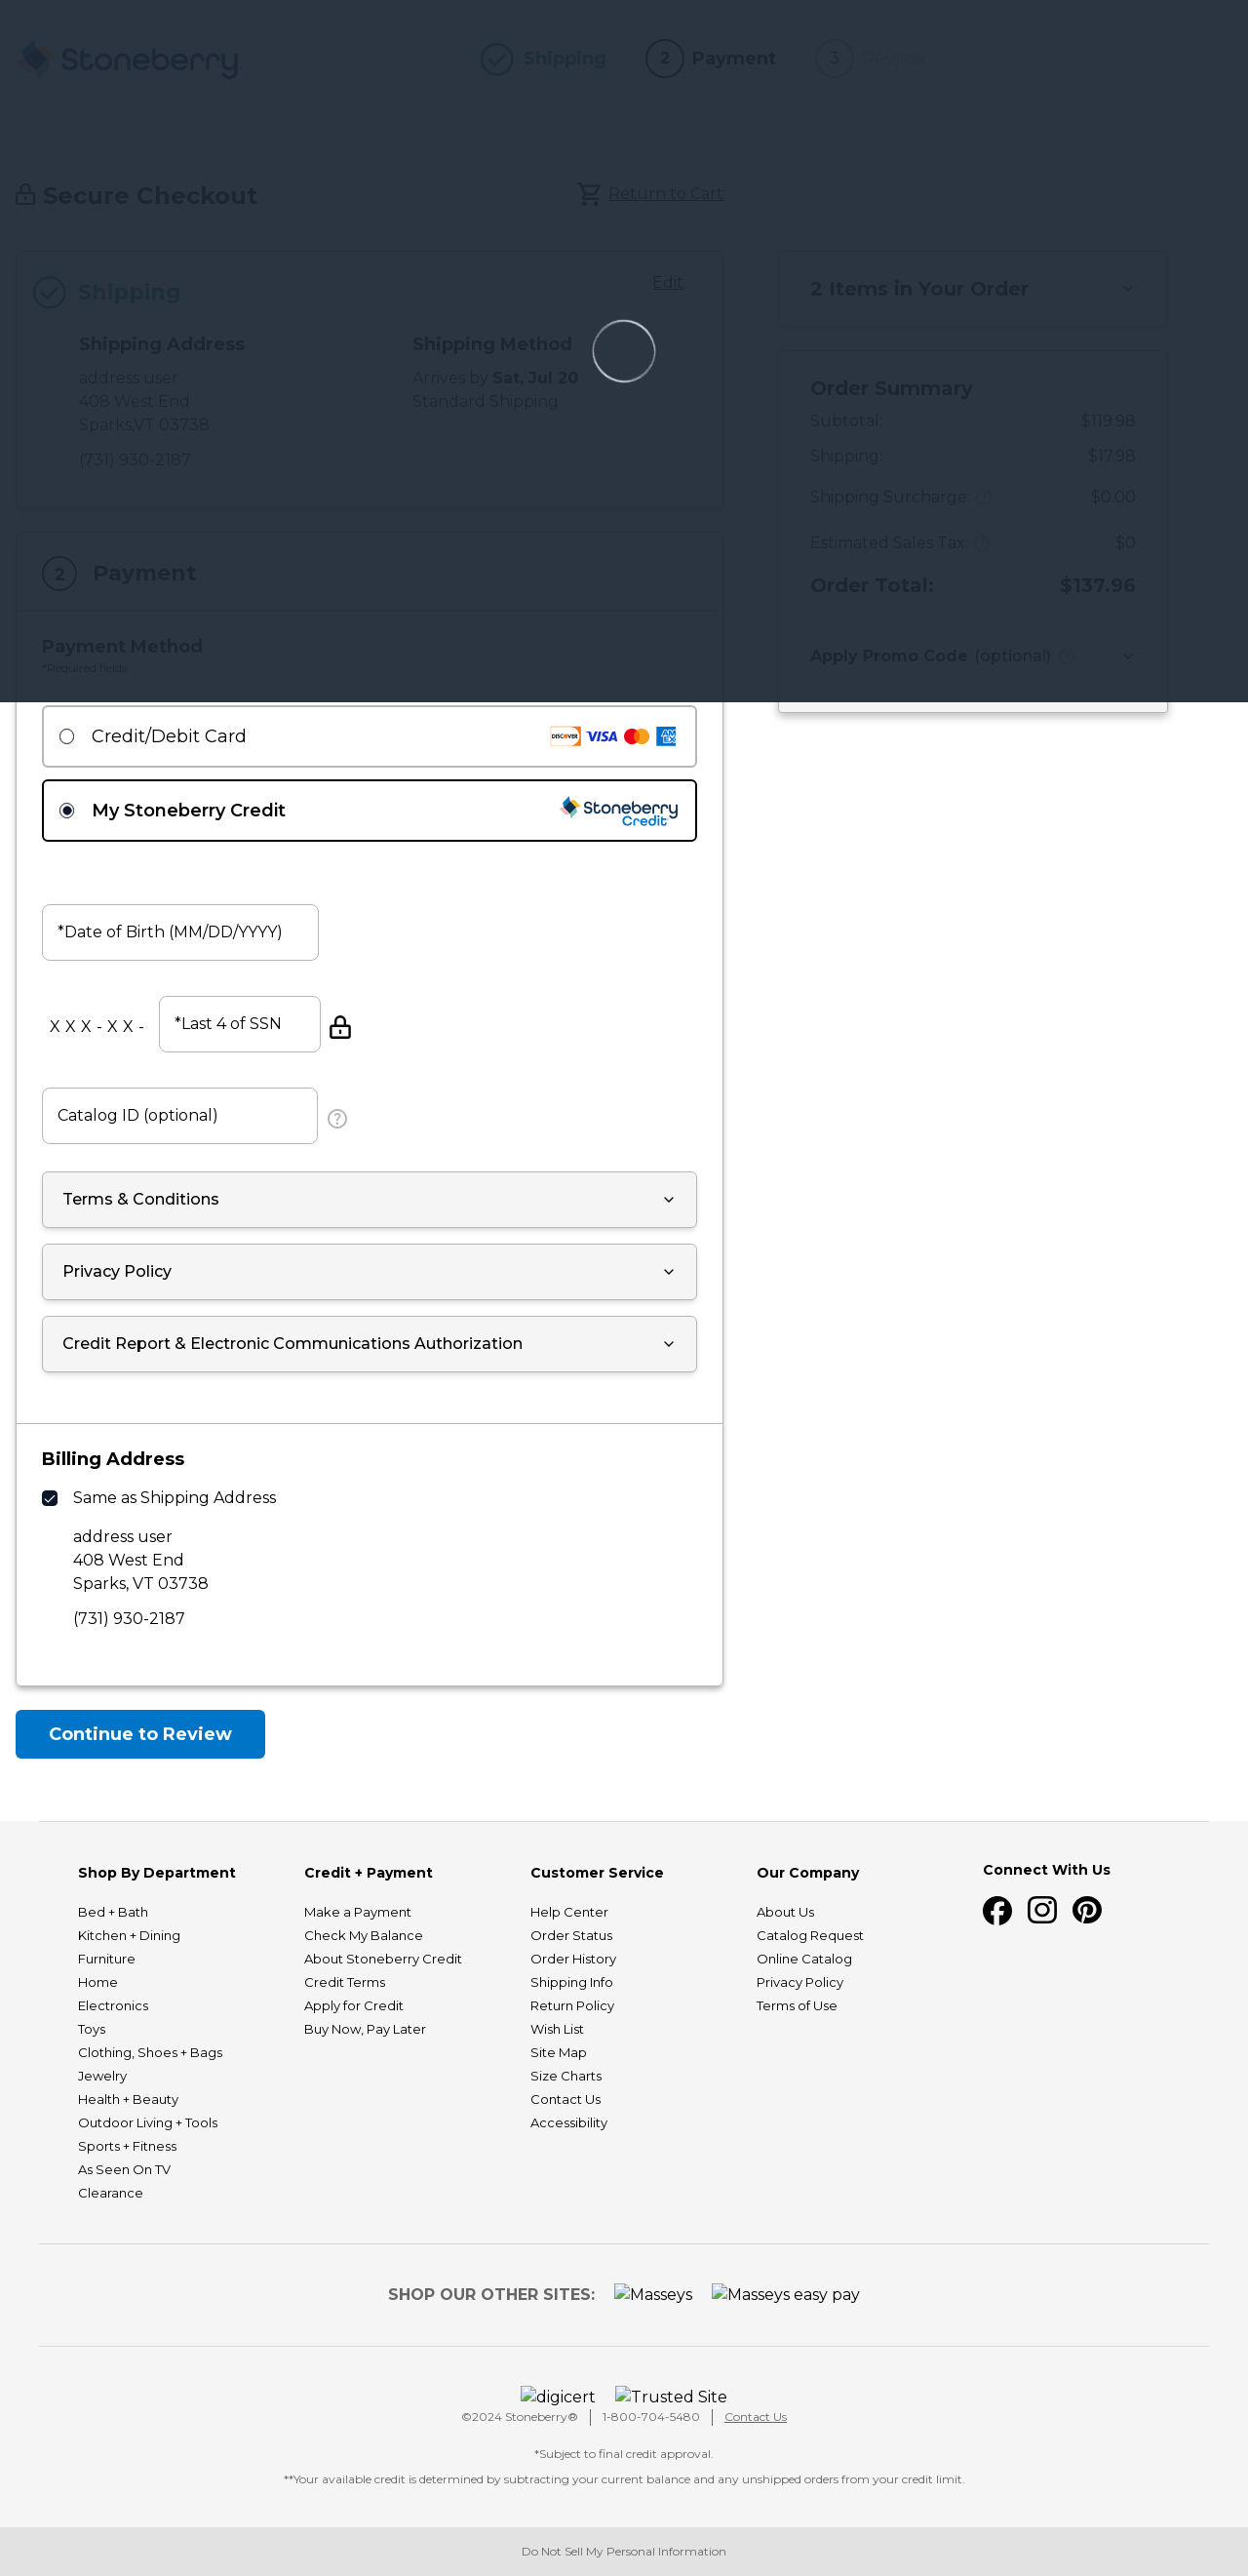 Stoneberry
Shipping
2 Payment
3 Review
Secure Checkout
Return to Cart
Shipping
Edit
Shipping Address
address user
408 West End
Sparks,VT 03738
(731) 930-2187
Shipping Method
Arrives by Sat, Jul 20
Standard Shipping
2 Items in Your Order
Order Summary
Subtotal: $119.98
Shipping: $17.98
Shipping Surcharge: $0.00
Estimated Sales Tax: $0
Order Total: $137.96
Apply Promo Code (optional)
2 Payment
Payment Method
*Required fields
Credit/Debit Card DISCOVER VISA AMEX
My Stoneberry Credit Stoneberry
Credit
*Date of Birth (MM/DD/YYYY)
X X X - X X - *Last 4 of SSN
Catalog ID (optional) ?
Terms & Conditions
Privacy Policy
Credit Report & Electronic Communications Authorization
Billing Address
Same as Shipping Address
address user
408 West End
Sparks, VT 03738
(731) 930-2187
Continue to Review
Shop By Department
Bed + Bath
Kitchen + Dining
Furniture
Home
Electronics
Toys
Clothing, Shoes + Bags
Jewelry
Health + Beauty
Outdoor Living + Tools
Sports + Fitness
As Seen On TV
Clearance
Credit + Payment
Make a Payment
Check My Balance
About Stoneberry Credit
Credit Terms
Apply for Credit
Buy Now, Pay Later
Customer Service
Help Center
Order Status
Order History
Shipping Info
Return Policy
Wish List
Site Map
Size Charts
Contact Us
Accessibility
Our Company
About Us
Catalog Request
Online Catalog
Privacy Policy
Terms of Use
Connect With Us
SHOP OUR OTHER SITES: Masseys Masseys easy pay
digicert Trusted Site
©2024 Stoneberry® | 1-800-704-5480 | Contact Us
*Subject to final credit approval.
**Your available credit is determined by subtracting your current balance and any unshipped orders from your credit limit.
Do Not Sell My Personal Information